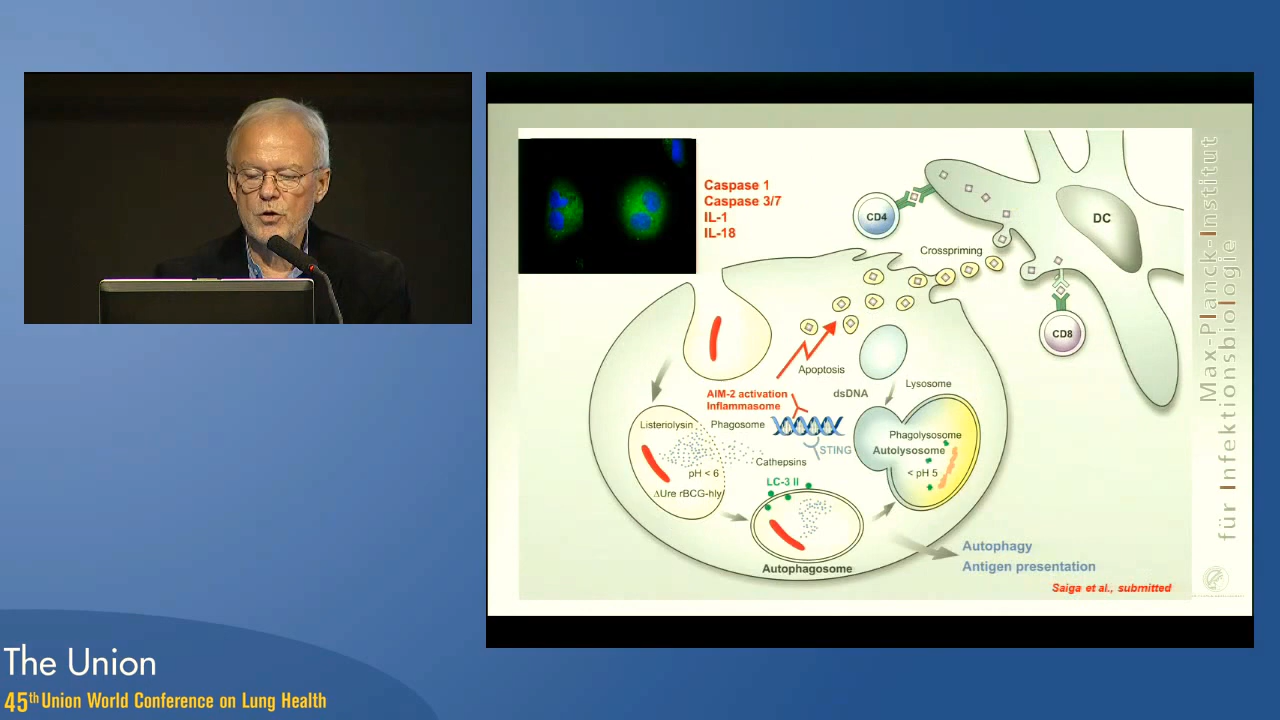 Caspase 1
Caspase 3/7
IL-1
IL-18
CD4
DC
Crosspriming
CD8
Apoptosis
Lysosome
AIM-2 activation
Inflammasome
dsDNA
Listeriolysin
Phagosome
STING
Phagolysosome
Autolysosome
< pH 5
Cathepsins
pH < 6
LC-3 II
ΔUre rBCG-hly
Autophagosome
Autophagy
Antigen presentation
Saiga et al., submitted
Max-Planck-Institut
für Infektionsbiologie
The Union
45th Union World Conference on Lung Health